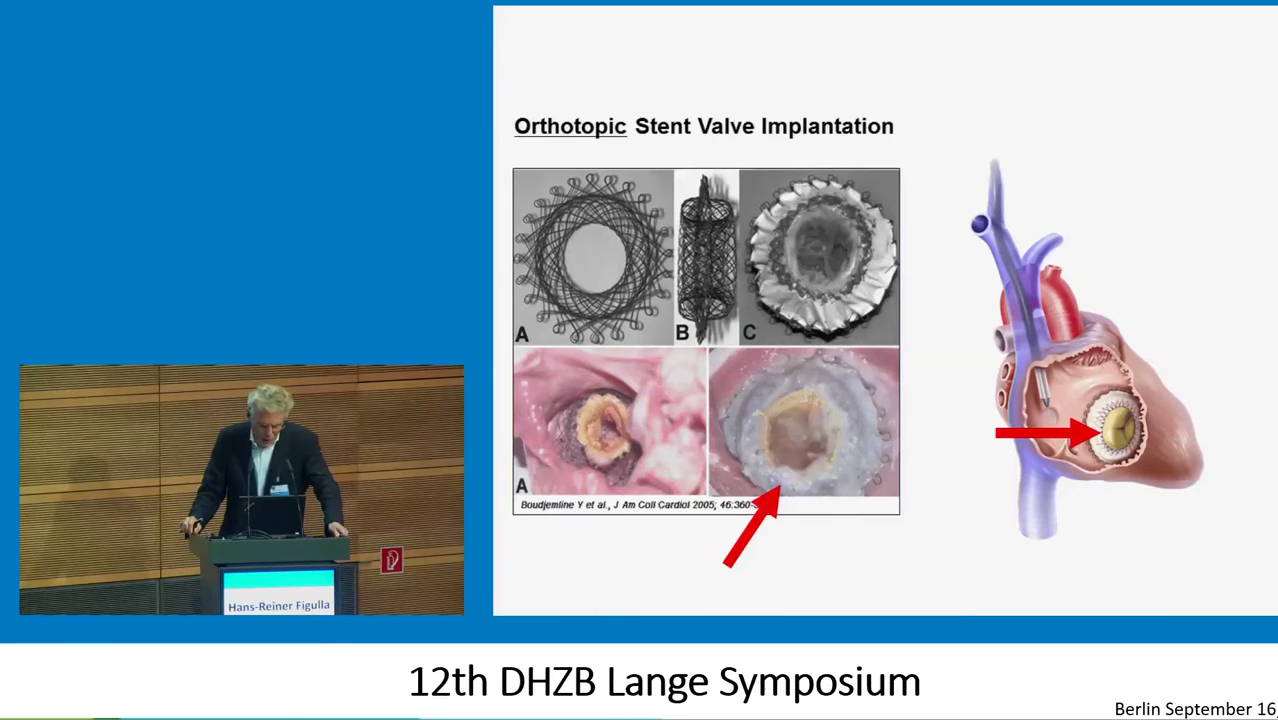 Orthotopic Stent Valve Implantation
A
B
C
A
Boudjemline Y et al., J Am Coll Cardiol 2005; 46:360-
Hans-Reiner Figulla
12th DHZB Lange Symposium
Berlin September 16,